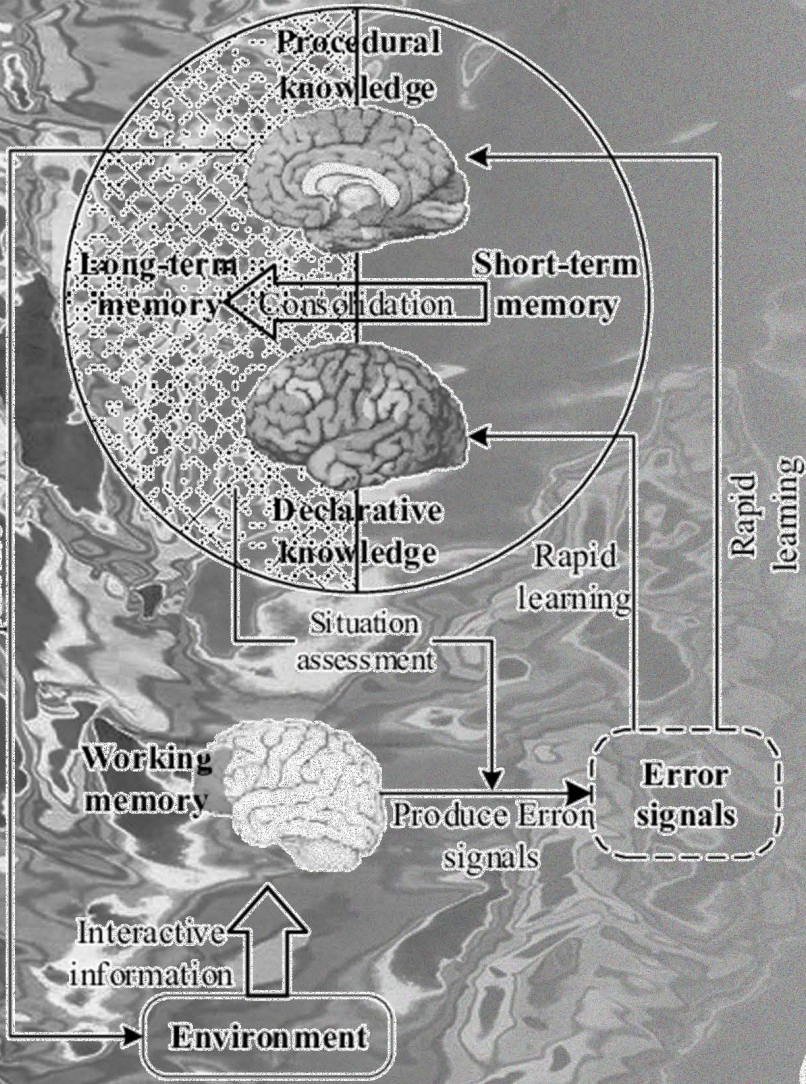 Procedural
knowledge
Long-term
memory
Consolidation
Short-term
memory
Declarative
knowledge
Rapid
learning
Rapid
learning
Situation
assessment
Working
memory
Produce Error
signals
Error
signals
Interactive
information
Environment